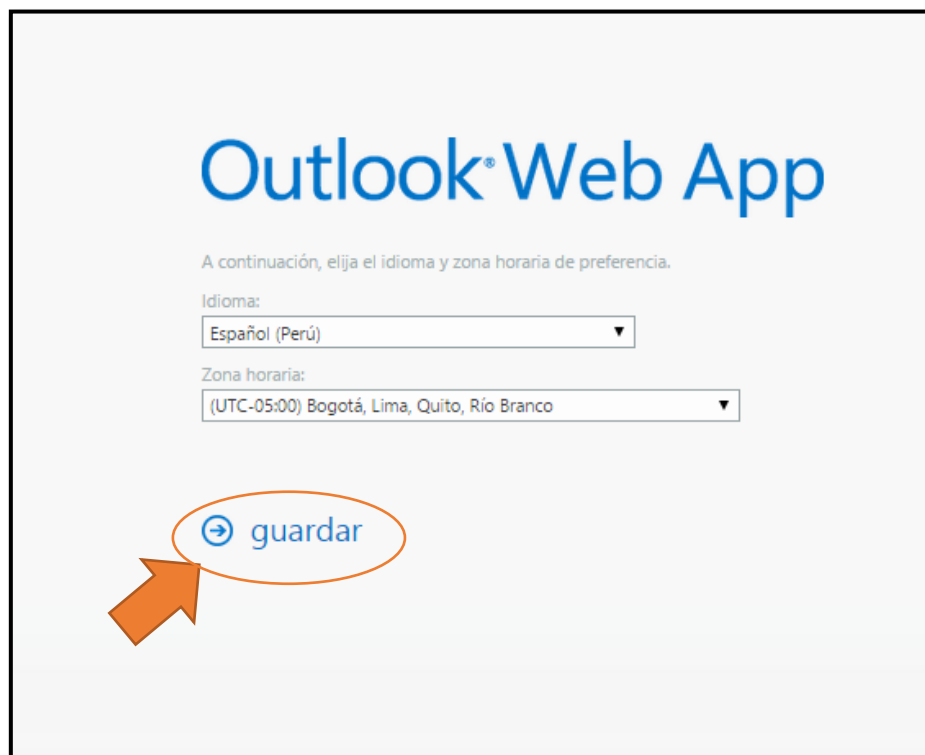 Outlook® Web App
A continuación, elija el idioma y zona horaria de preferencia.
Idioma:
Español (Perú)
Zona horaria:
(UTC-05:00) Bogotá, Lima, Quito, Río Branco
guardar